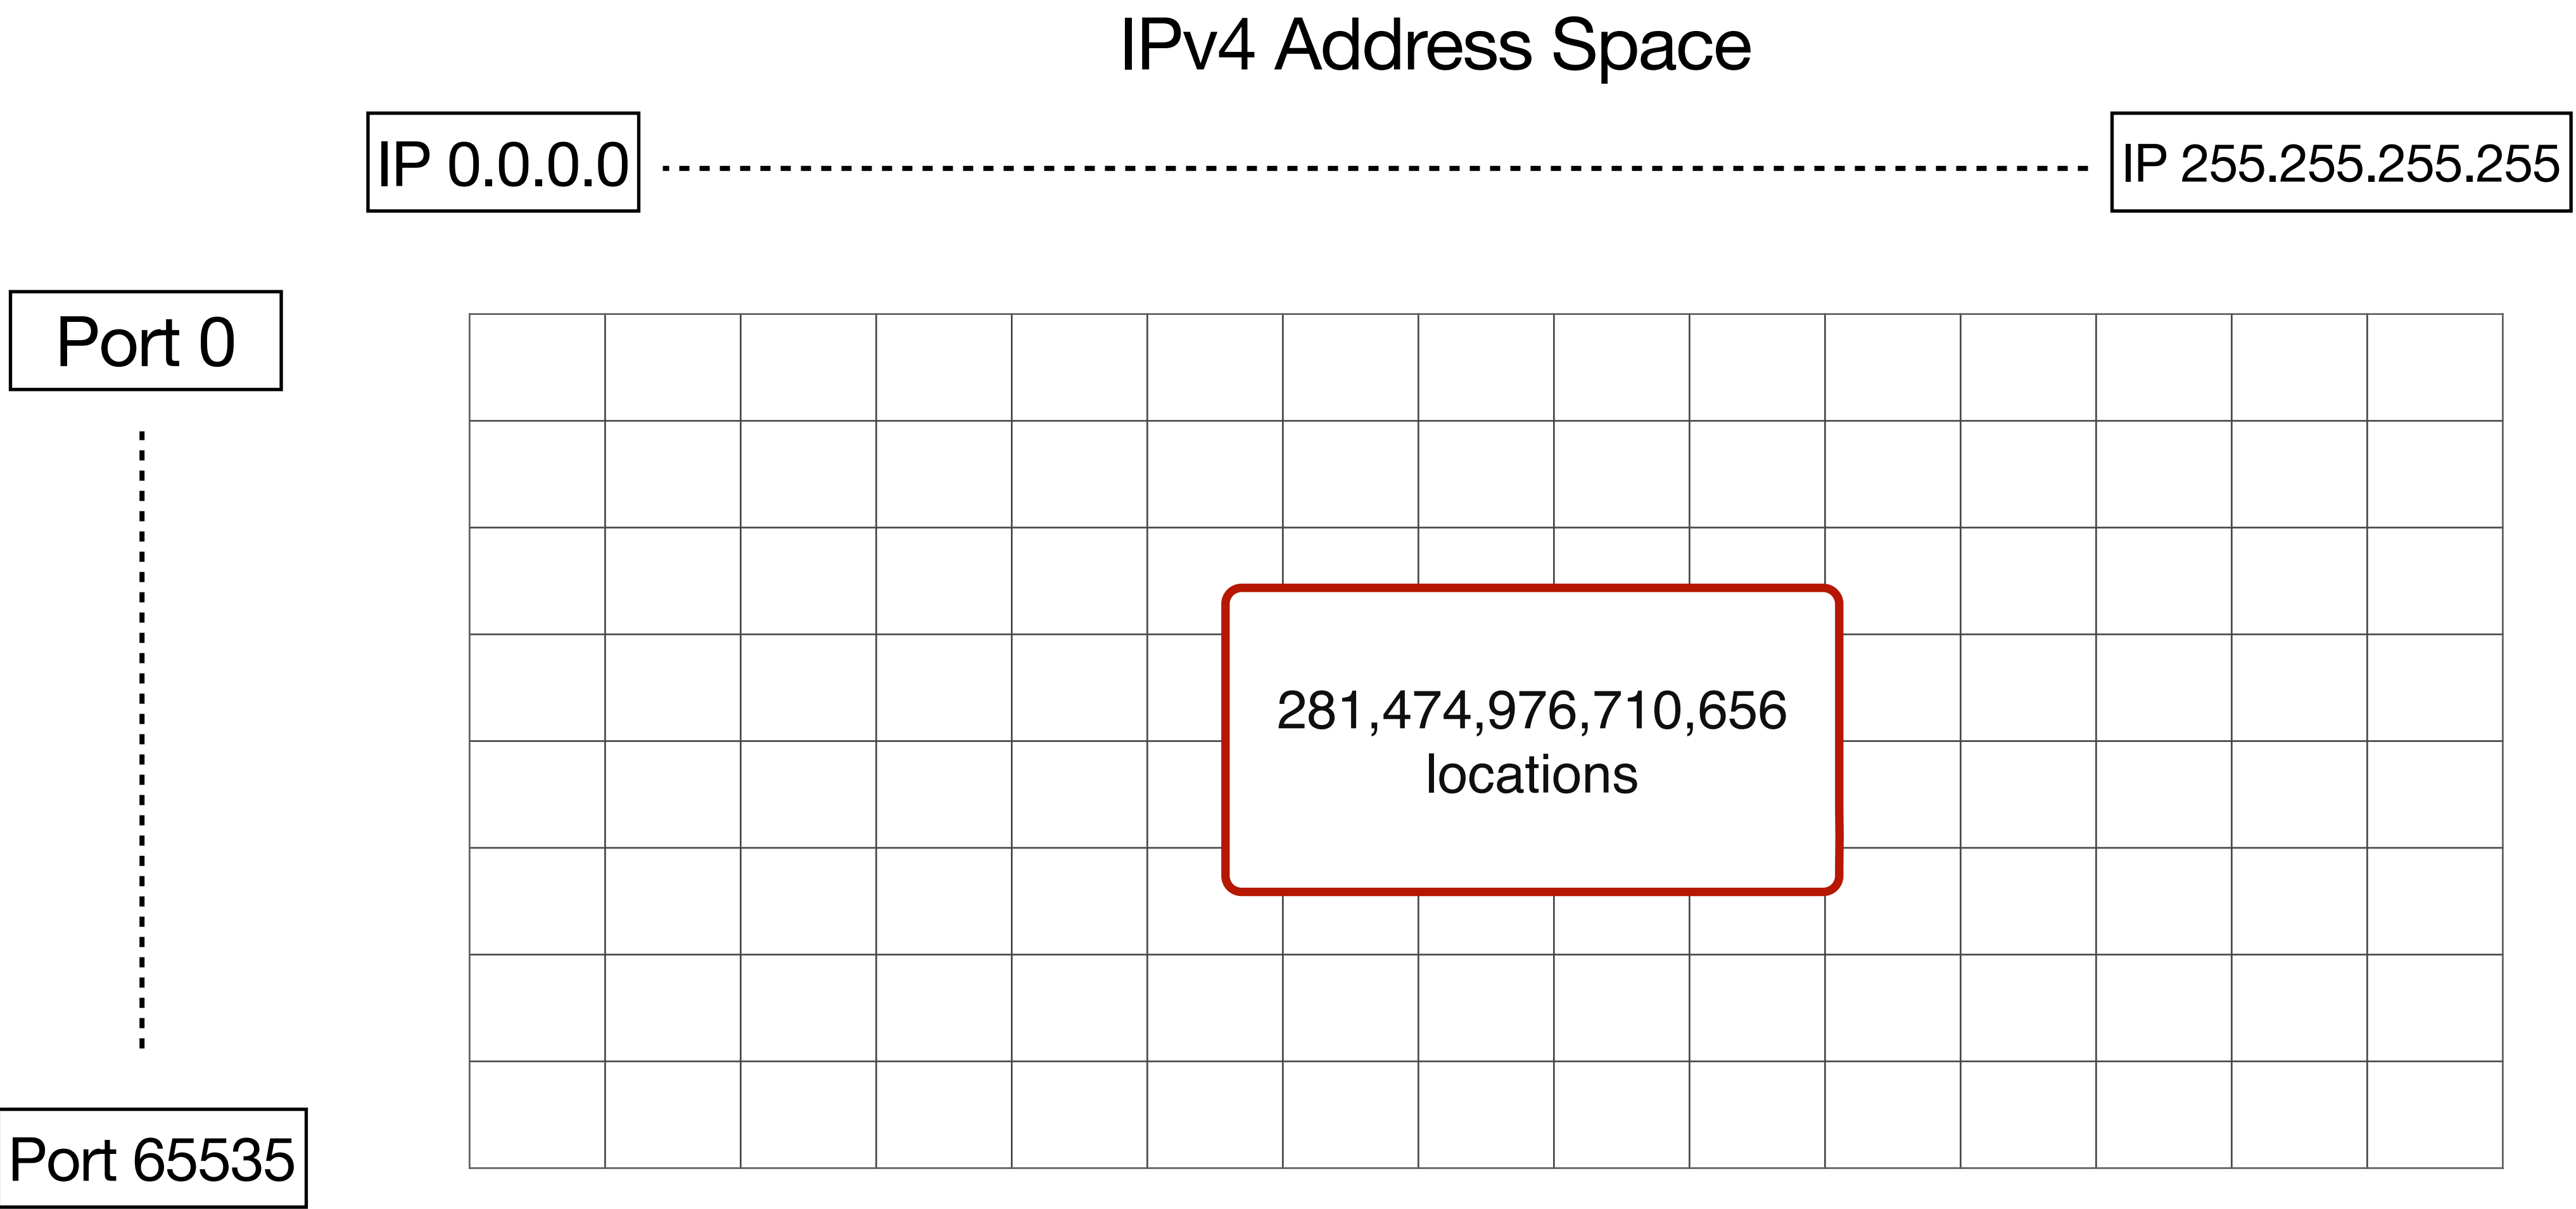 IPv4 Address Space
IP 0.0.0.0
IP 255.255.255.255
Port 0
281,474,976,710,656
locations
Port 65535